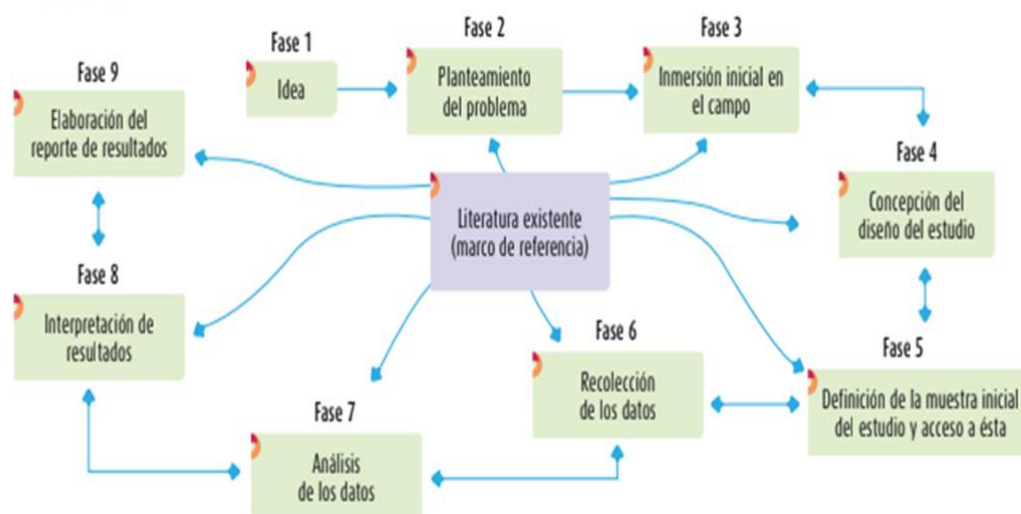 Fase 1
Idea
Fase 2
Planteamiento
del problema
Fase 3
Inmersión inicial en
el campo
Fase 4
Concepción del
diseño del estudio
Fase 5
Definición de la muestra inicial
del estudio y acceso a ésta
Fase 6
Recolección
de los datos
Fase 7
Análisis
de los datos
Fase 8
Interpretación de
resultados
Fase 9
Elaboración del
reporte de resultados
Literatura existente
(marco de referencia)